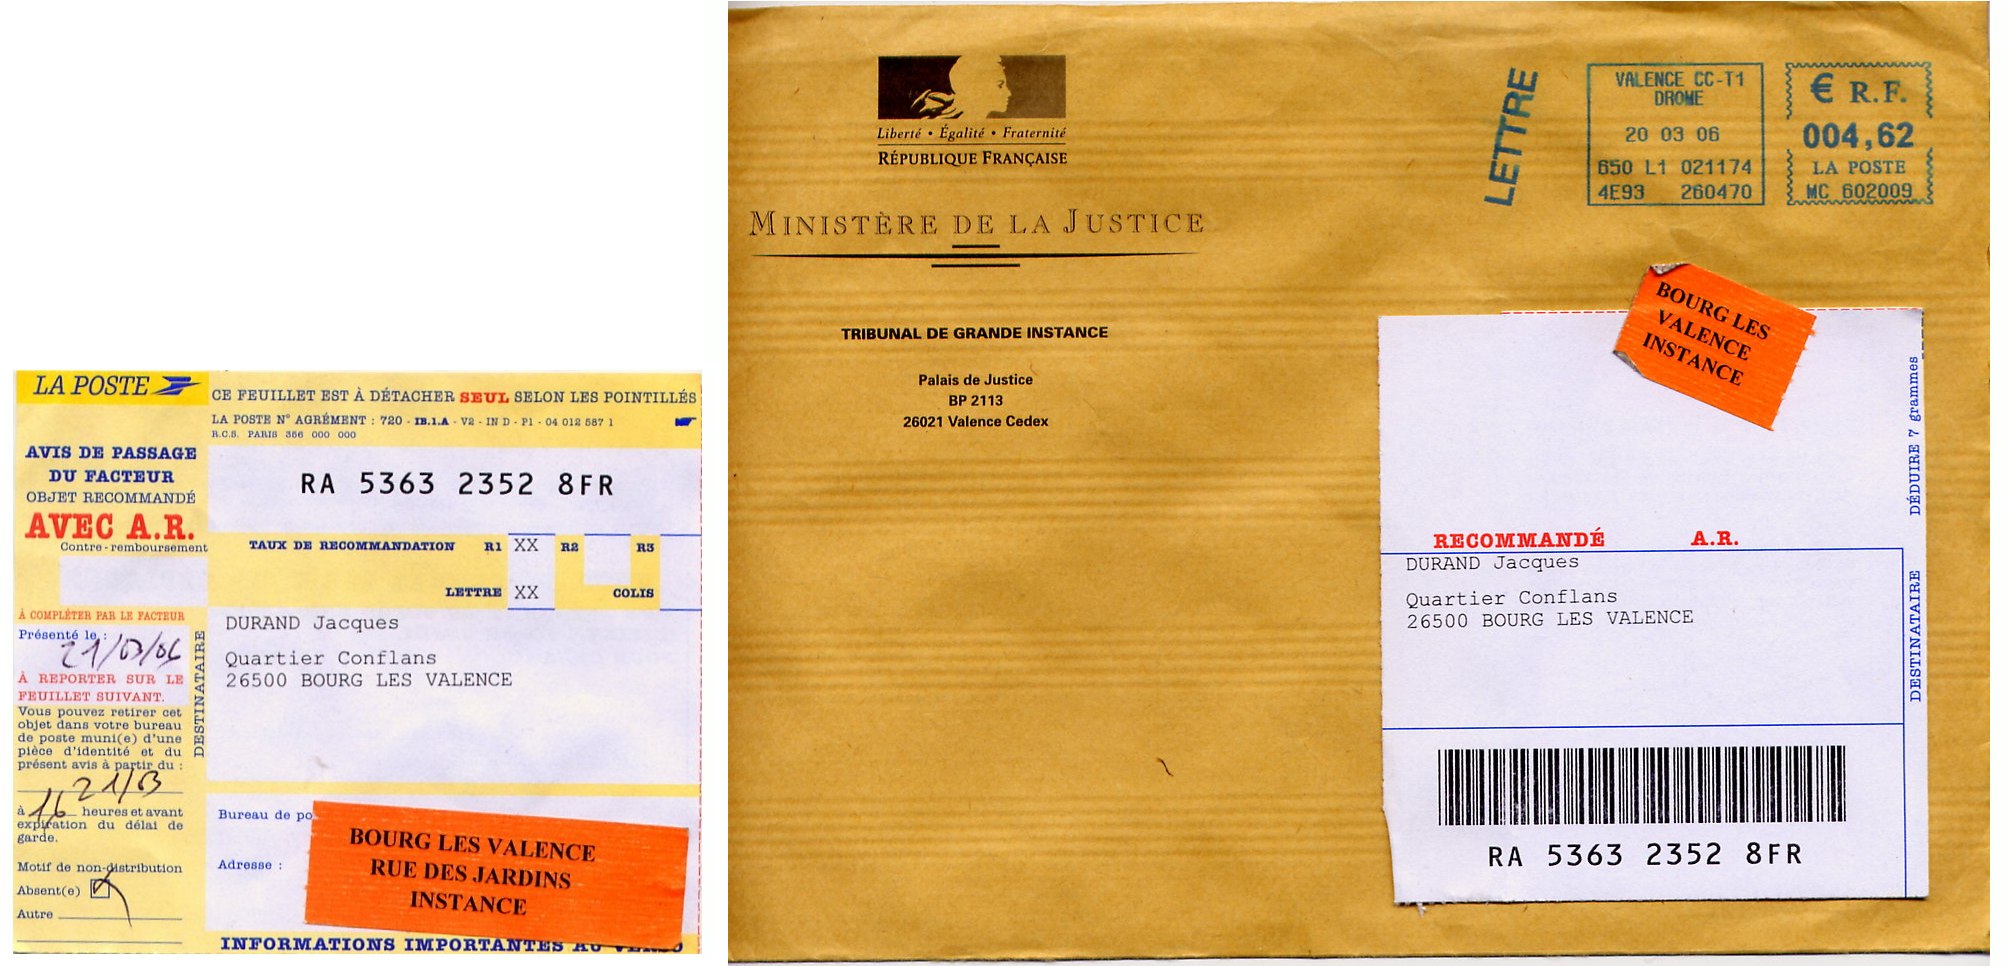 LA POSTE
CE FEUILLET EST À DÉTACHER SEUL SELON LES POINTILLÉS
LA POSTE N° AGRÉMENT : 720 - IB.1.A - V2 - IN D - P1 - 04 012 587 1
R.C.S. PARIS 356 000 000
AVIS DE PASSAGE
DU FACTEUR
OBJET RECOMMANDÉ
AVEC A.R.
Contre-remboursement
RA 5363 2352 8FR
TAUX DE RECOMMANDATION R1 XX R2 R3
LETTRE XX COLIS
À COMPLÉTER PAR LE FACTEUR
Présenté le :
21/03/06
À REPORTER SUR LE
FEUILLET SUIVANT.
Vous pouvez retirer cet
objet dans votre bureau
de poste muni(e) d'une
pièce d'identité et du
présent avis à partir du :
21/03
à 16 heures et avant
expiration du délai de
garde.
Motif de non-distribution
Absent(e)
Autre
DESTINATAIRE
DURAND Jacques
Quartier Conflans
26500 BOURG LES VALENCE
Bureau de po
Adresse :
BOURG LES VALENCE
RUE DES JARDINS
INSTANCE
INFORMATIONS IMPORTANTES AU VERSO
Liberté • Égalité • Fraternité
RÉPUBLIQUE FRANÇAISE
MINISTÈRE DE LA JUSTICE
TRIBUNAL DE GRANDE INSTANCE
Palais de Justice
BP 2113
26021 Valence Cedex
LETTRE
VALENCE CC-T1
DROME
20 03 06
650 L1 021174
4E93 260470
€ R.F.
004,62
LA POSTE
MC 602009
BOURG LES
VALENCE
INSTANCE
DÉDUIRE 7 grammes
RECOMMANDÉ A.R.
DURAND Jacques
Quartier Conflans
26500 BOURG LES VALENCE
DESTINATAIRE
RA 5363 2352 8FR